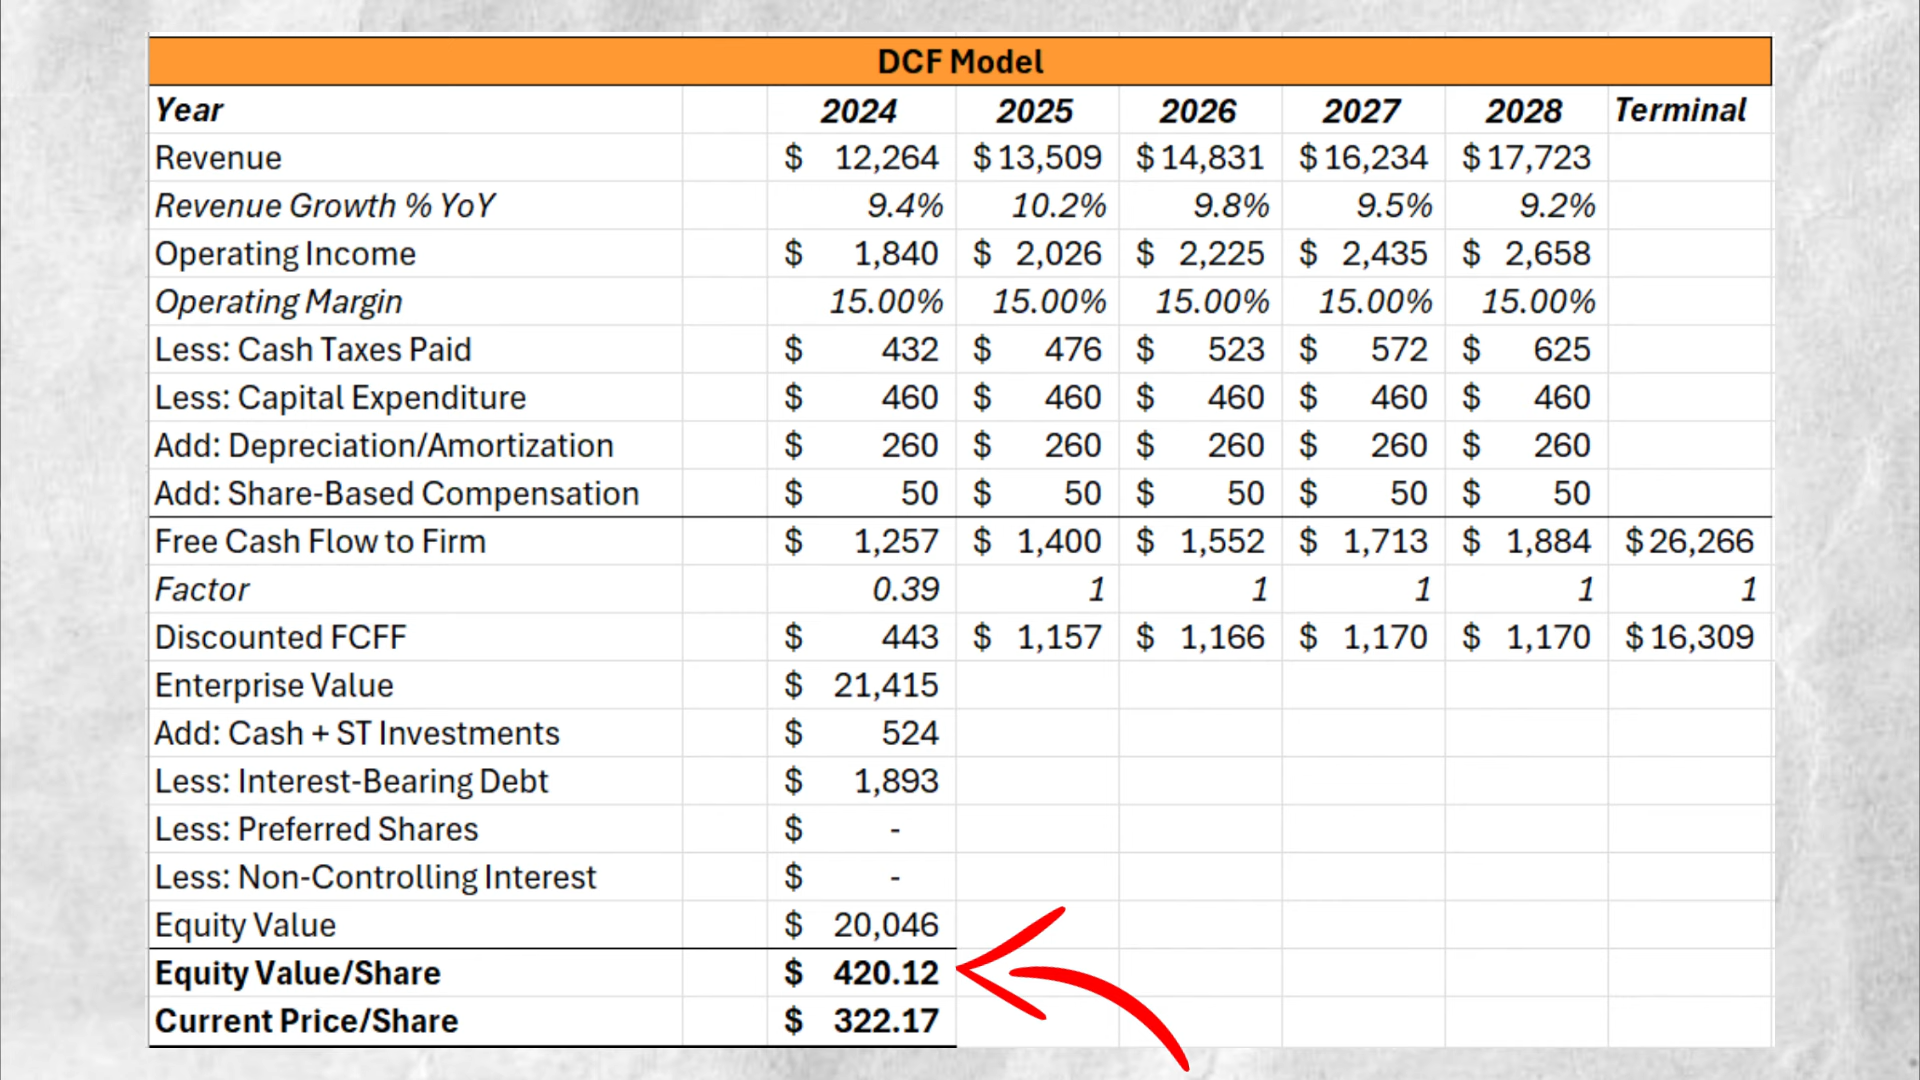 DCF Model
Year 2024 2025 2026 2027 2028 Terminal
Revenue $ 12,264 $ 13,509 $ 14,831 $ 16,234 $ 17,723
Revenue Growth % YoY 9.4% 10.2% 9.8% 9.5% 9.2%
Operating Income $ 1,840 $ 2,026 $ 2,225 $ 2,435 $ 2,658
Operating Margin 15.00% 15.00% 15.00% 15.00% 15.00%
Less: Cash Taxes Paid $ 432 $ 476 $ 523 $ 572 $ 625
Less: Capital Expenditure $ 460 $ 460 $ 460 $ 460 $ 460
Add: Depreciation/Amortization $ 260 $ 260 $ 260 $ 260 $ 260
Add: Share-Based Compensation $ 50 $ 50 $ 50 $ 50 $ 50
Free Cash Flow to Firm $ 1,257 $ 1,400 $ 1,552 $ 1,713 $ 1,884 $ 26,266
Factor 0.39 1 1 1 1 1
Discounted FCFF $ 443 $ 1,157 $ 1,166 $ 1,170 $ 1,170 $ 16,309
Enterprise Value $ 21,415
Add: Cash + ST Investments $ 524
Less: Interest-Bearing Debt $ 1,893
Less: Preferred Shares $ -
Less: Non-Controlling Interest $ -
Equity Value $ 20,046
Equity Value/Share $ 420.12
Current Price/Share $ 322.17